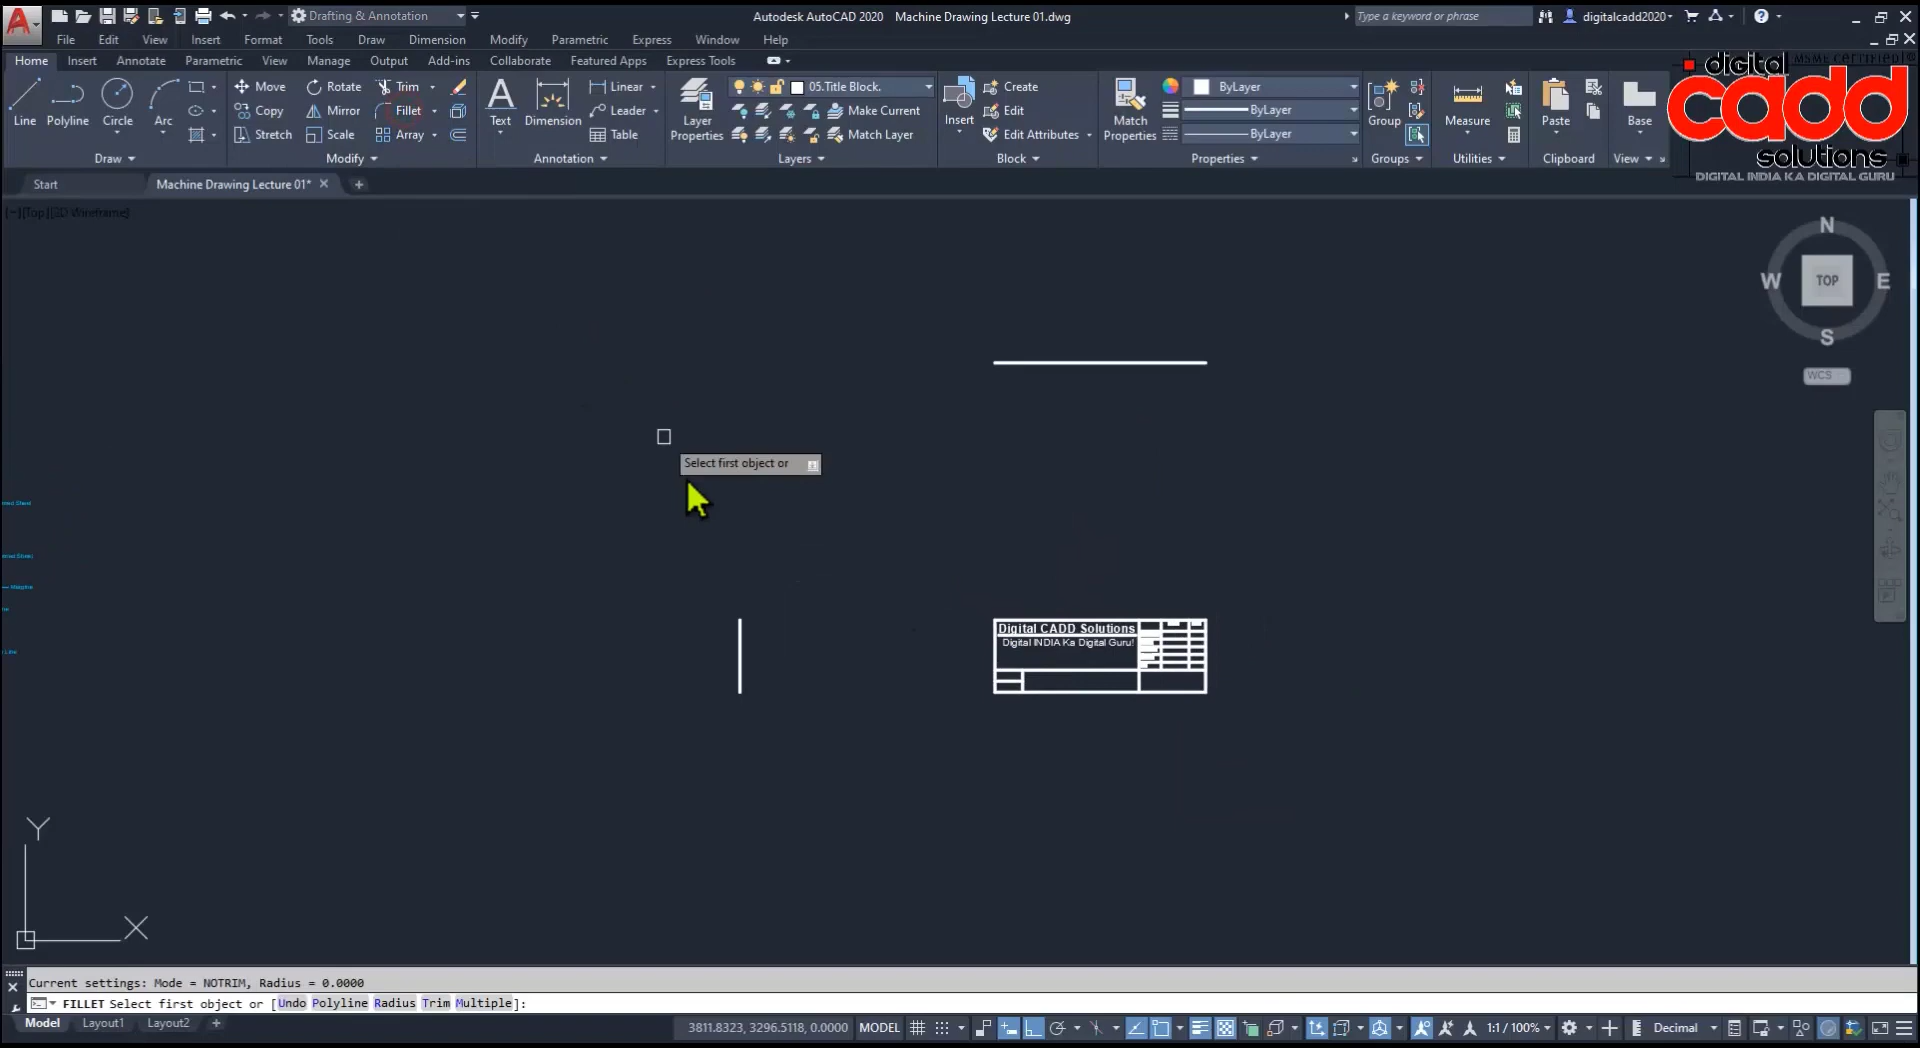 Drafting & Annotation
Autodesk AutoCAD 2020 Machine Drawing Lecture 01.dwg
Type a keyword or phrase
digitalcadd2020
File Edit View Insert Format Tools Draw Dimension Modify Parametric Express Window Help
Home Insert Annotate Parametric View Manage Output Add-ins Collaborate Featured Apps Express Tools
Line Polyline Circle Arc
Draw
Move Rotate Trim
Copy Mirror Fillet
Stretch Scale Array
Modify
Text Dimension
Linear
Leader
Table
Annotation
Layer Properties
05.Title Block.
Make Current
Match Layer
Layers
Insert
Create
Edit
Edit Attributes
Block
Match Properties
ByLayer
ByLayer
ByLayer
Properties
Group
Groups
Measure
Utilities
Paste
Clipboard
Base
View
digital
MSME certified
cadd
solutions
DIGITAL INDIA KA DIGITAL GURU
Start Machine Drawing Lecture 01*
[−][Top][2D Wireframe]
N
W TOP E
S
WCS
Select first object or
Digital CADD Solutions
Digital INDIA Ka Digital Guru!
Y
X
Current settings: Mode = NOTRIM, Radius = 0.0000
FILLET Select first object or [Undo Polyline Radius Trim Multiple]:
Model Layout1 Layout2
3811.8323, 3296.5118, 0.0000 MODEL 1:1 / 100% Decimal